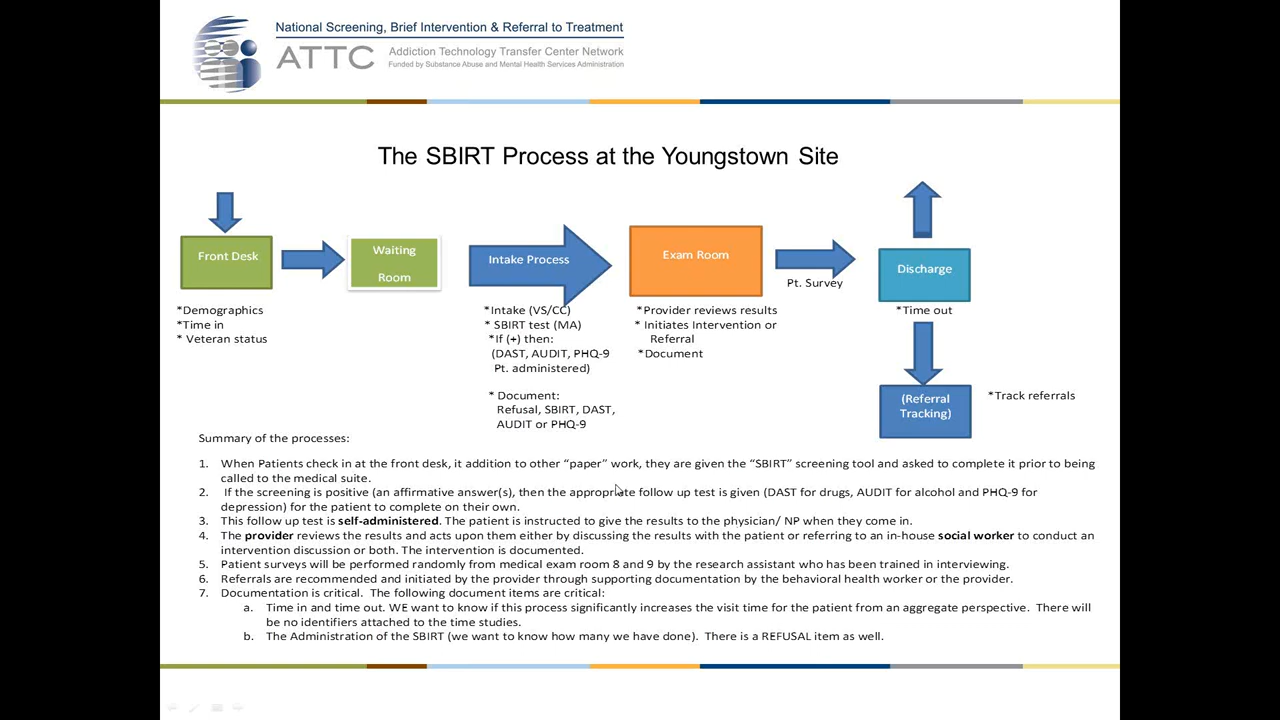 National Screening, Brief Intervention & Referral to Treatment
ATTC
Addiction Technology Transfer Center Network
Funded by Substance Abuse and Mental Health Services Administration
The SBIRT Process at the Youngstown Site
Front Desk
*Demographics
*Time in
* Veteran status
Waiting
Room
Intake Process
*Intake (VS/CC)
* SBIRT test (MA)
*If (+) then:
(DAST, AUDIT, PHQ-9
Pt. administered)
* Document:
Refusal, SBIRT, DAST,
AUDIT or PHQ-9
Exam Room
*Provider reviews results
* Initiates Intervention or
Referral
*Document
Pt. Survey
Discharge
*Time out
(Referral
Tracking)
*Track referrals
Summary of the processes:
1. When Patients check in at the front desk, it addition to other “paper” work, they are given the “SBIRT” screening tool and asked to complete it prior to being
called to the medical suite.
2. If the screening is positive (an affirmative answer(s), then the appropriate follow up test is given (DAST for drugs, AUDIT for alcohol and PHQ-9 for
depression) for the patient to complete on their own.
3. This follow up test is self-administered. The patient is instructed to give the results to the physician/ NP when they come in.
4. The provider reviews the results and acts upon them either by discussing the results with the patient or referring to an in-house social worker to conduct an
intervention discussion or both. The intervention is documented.
5. Patient surveys will be performed randomly from medical exam room 8 and 9 by the research assistant who has been trained in interviewing.
6. Referrals are recommended and initiated by the provider through supporting documentation by the behavioral health worker or the provider.
7. Documentation is critical. The following document items are critical:
a. Time in and time out. WE want to know if this process significantly increases the visit time for the patient from an aggregate perspective. There will
be no identifiers attached to the time studies.
b. The Administration of the SBIRT (we want to know how many we have done). There is a REFUSAL item as well.